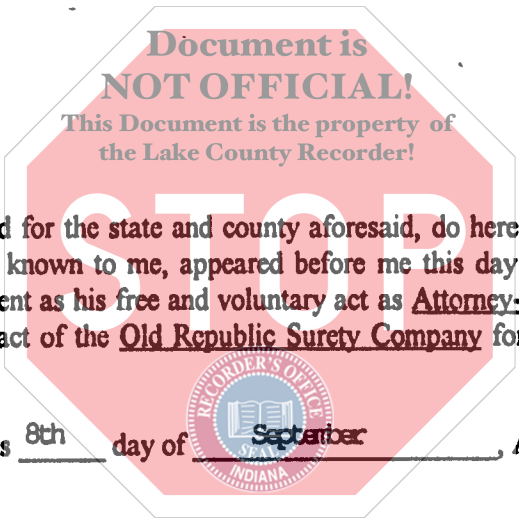 Document is
NOT OFFICIAL!
This Document is the property of
the Lake County Recorder!
STOP
d for the state and county aforesaid, do here
known to me, appeared before me this day
ent as his free and voluntary act as Attorney-
act of the Old Republic Surety Company for
RECORDER'S OFFICE
SEAL
INDIANA
s 8th day of September, A